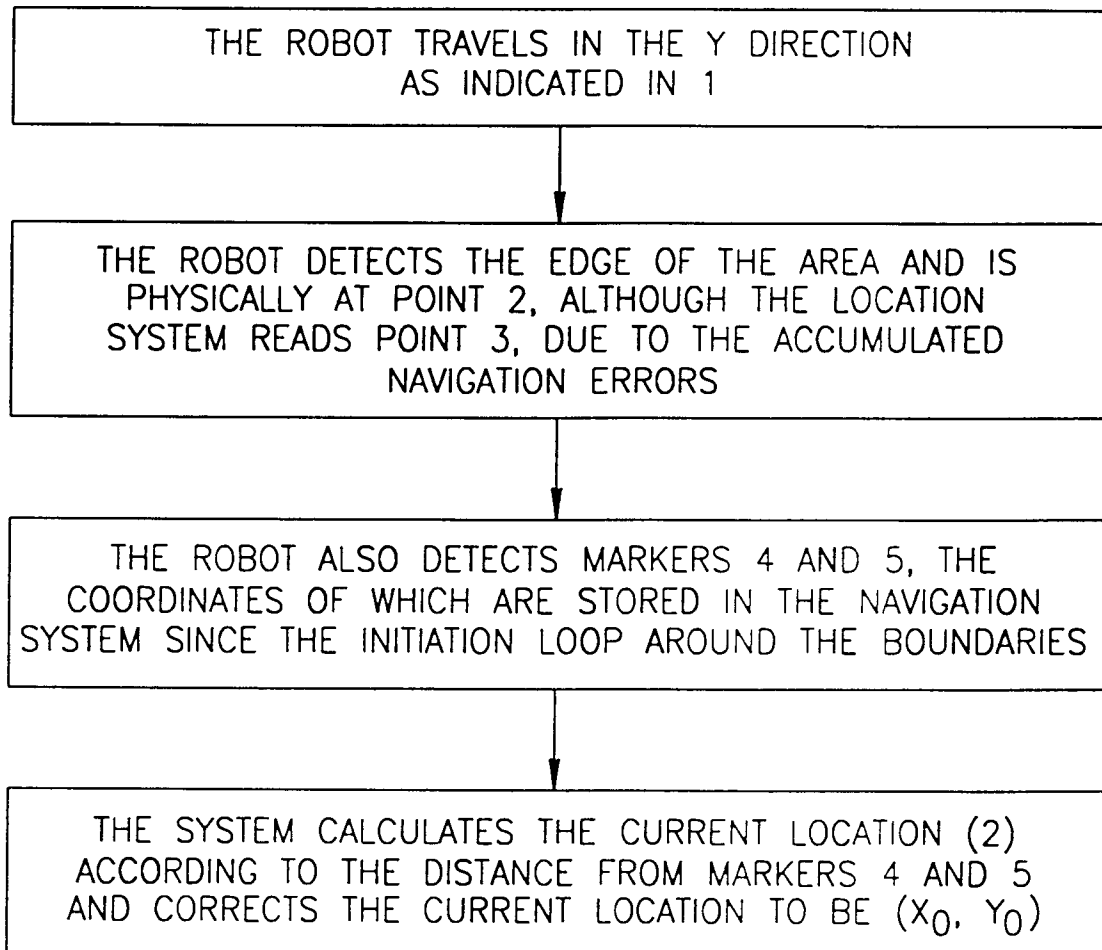 THE ROBOT TRAVELS IN THE Y DIRECTION
AS INDICATED IN 1
THE ROBOT DETECTS THE EDGE OF THE AREA AND IS
PHYSICALLY AT POINT 2, ALTHOUGH THE LOCATION
SYSTEM READS POINT 3, DUE TO THE ACCUMULATED
NAVIGATION ERRORS
THE ROBOT ALSO DETECTS MARKERS 4 AND 5, THE
COORDINATES OF WHICH ARE STORED IN THE NAVIGATION
SYSTEM SINCE THE INITIATION LOOP AROUND THE BOUNDARIES
THE SYSTEM CALCULATES THE CURRENT LOCATION (2)
ACCORDING TO THE DISTANCE FROM MARKERS 4 AND 5
AND CORRECTS THE CURRENT LOCATION TO BE (X₀, Y₀)